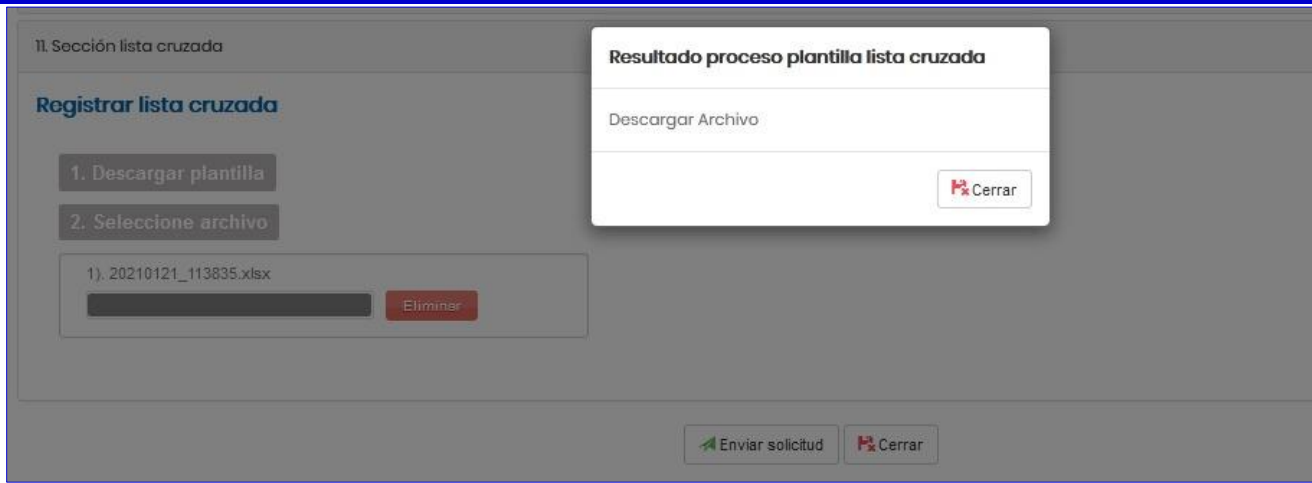 11. Sección lista cruzada
Resultado proceso plantilla lista cruzada
Descargar Archivo
Cerrar
Registrar lista cruzada
1. Descargar plantilla
2. Seleccione archivo
1). 20210121_113835.xlsx
Eliminar
Enviar solicitud
Cerrar